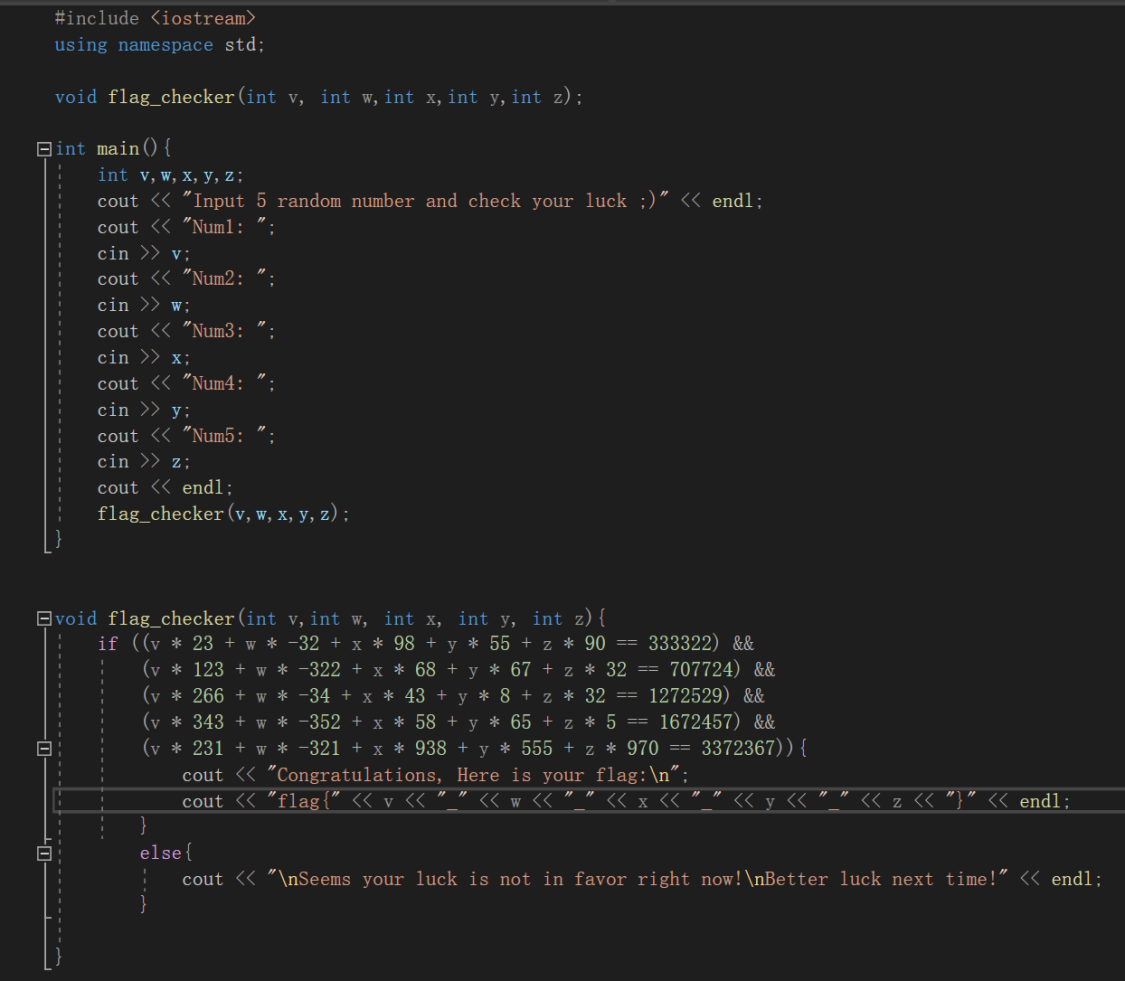 #include <iostream>
using namespace std;
void flag_checker(int v, int w,int x,int y,int z);
int main(){
int v,w,x,y,z;
cout << "Input 5 random number and check your luck ;)" << endl;
cout << "Num1: ";
cin >> v;
cout << "Num2: ";
cin >> w;
cout << "Num3: ";
cin >> x;
cout << "Num4: ";
cin >> y;
cout << "Num5: ";
cin >> z;
cout << endl;
flag_checker(v,w,x,y,z);
}
void flag_checker(int v,int w, int x, int y, int z){
if ((v * 23 + w * -32 + x * 98 + y * 55 + z * 90 == 333322) &&
(v * 123 + w * -322 + x * 68 + y * 67 + z * 32 == 707724) &&
(v * 266 + w * -34 + x * 43 + y * 8 + z * 32 == 1272529) &&
(v * 343 + w * -352 + x * 58 + y * 65 + z * 5 == 1672457) &&
(v * 231 + w * -321 + x * 938 + y * 555 + z * 970 == 3372367)){
cout << "Congratulations, Here is your flag:\n";
cout << "flag{" << v << "_" << w << "_" << x << "_" << y << "_" << z << "}" << endl;
}
else{
cout << "\nSeems your luck is not in favor right now!\nBetter luck next time!" << endl;
}
}